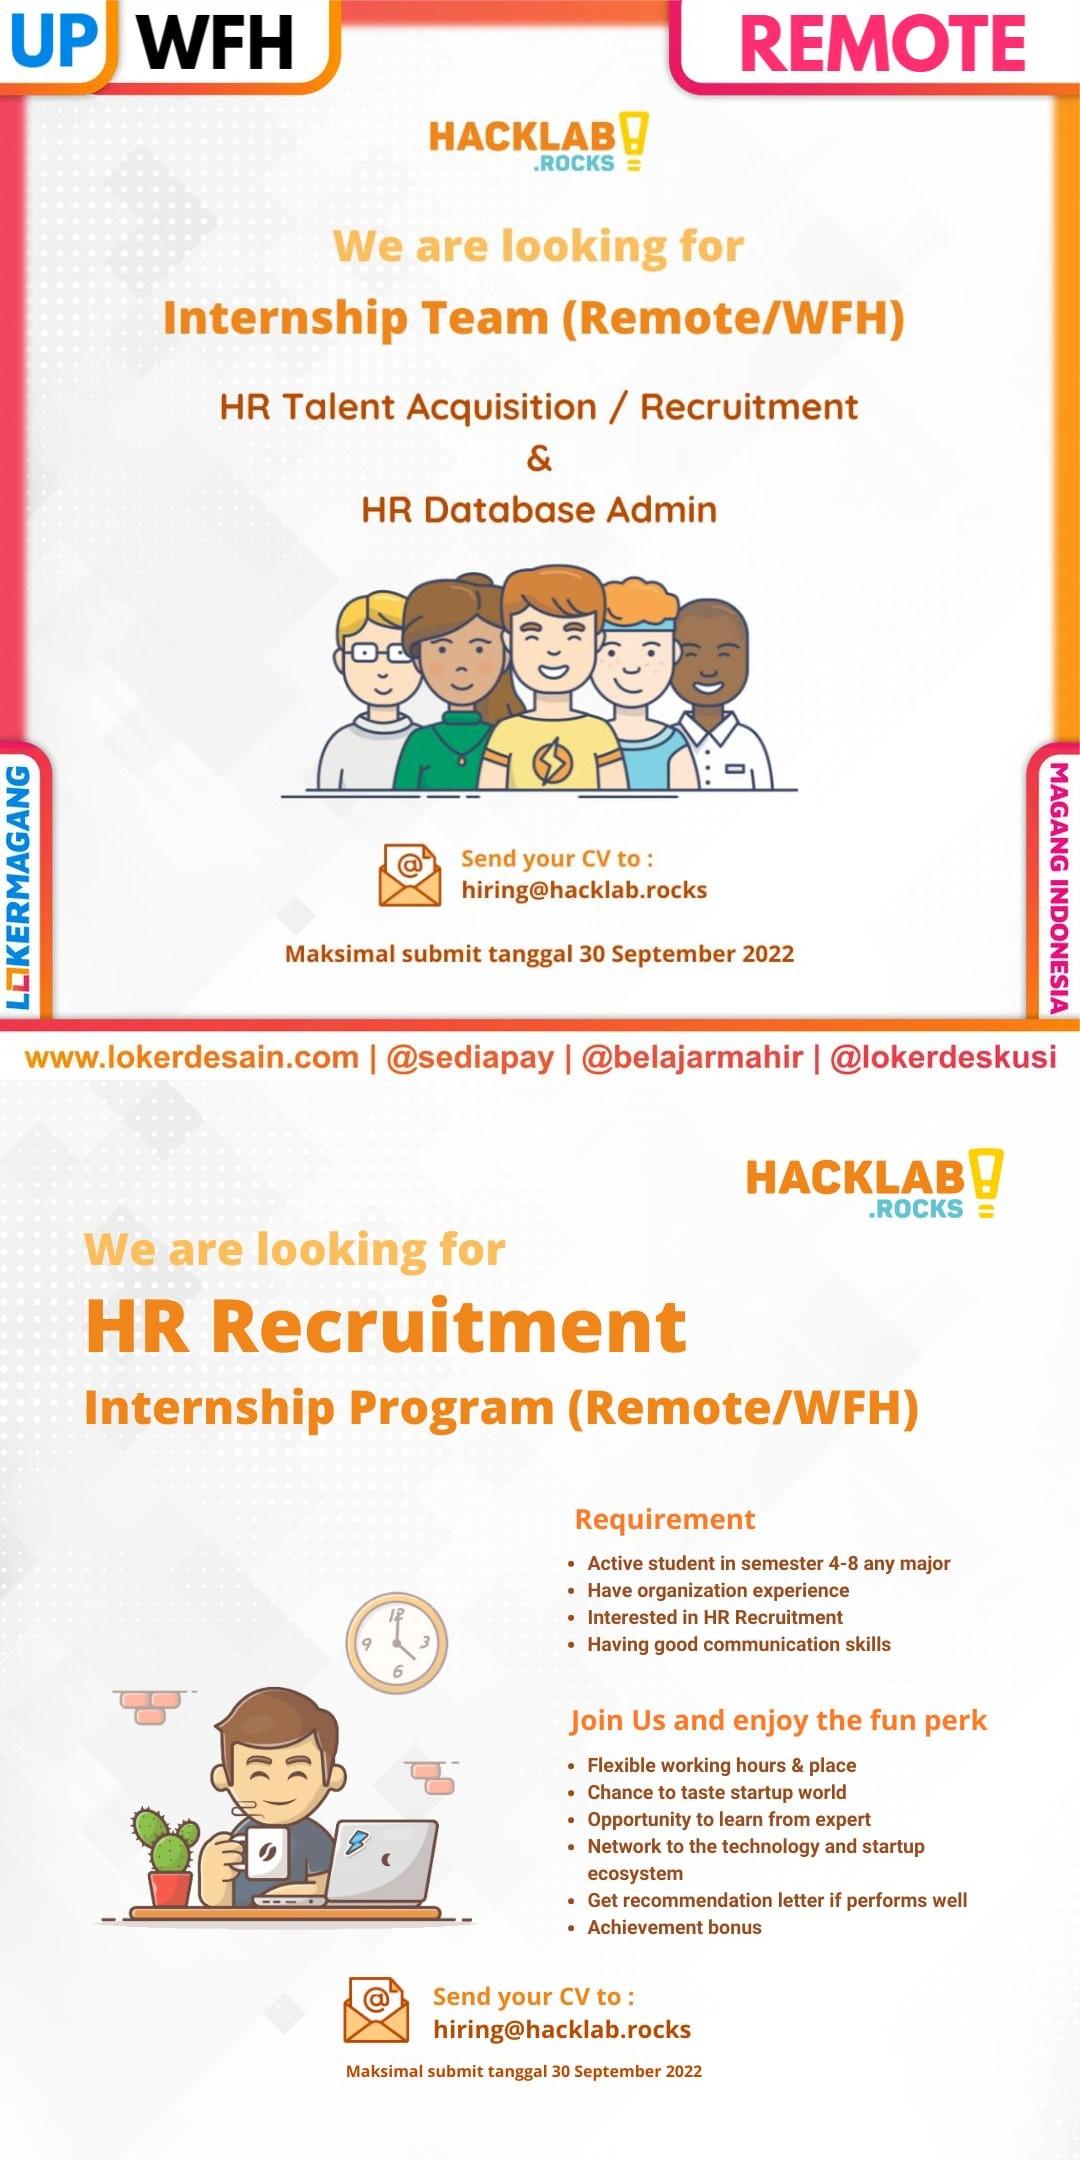 UP WFH REMOTE
HACKLAB!
.ROCKS
We are looking for
Internship Team (Remote/WFH)
HR Talent Acquisition / Recruitment
&
HR Database Admin
Send your CV to :
hiring@hacklab.rocks
Maksimal submit tanggal 30 September 2022
LOKERMAGANG
MAGANG INDONESIA
www.lokerdesain.com | @sediapay | @belajarmahir | @lokerdeskusi
HACKLAB!
.ROCKS
We are looking for
HR Recruitment
Internship Program (Remote/WFH)
12
9 3
6
Requirement
• Active student in semester 4-8 any major
• Have organization experience
• Interested in HR Recruitment
• Having good communication skills
Join Us and enjoy the fun perk
• Flexible working hours & place
• Chance to taste startup world
• Opportunity to learn from expert
• Network to the technology and startup
ecosystem
• Get recommendation letter if performs well
• Achievement bonus
Send your CV to :
hiring@hacklab.rocks
Maksimal submit tanggal 30 September 2022